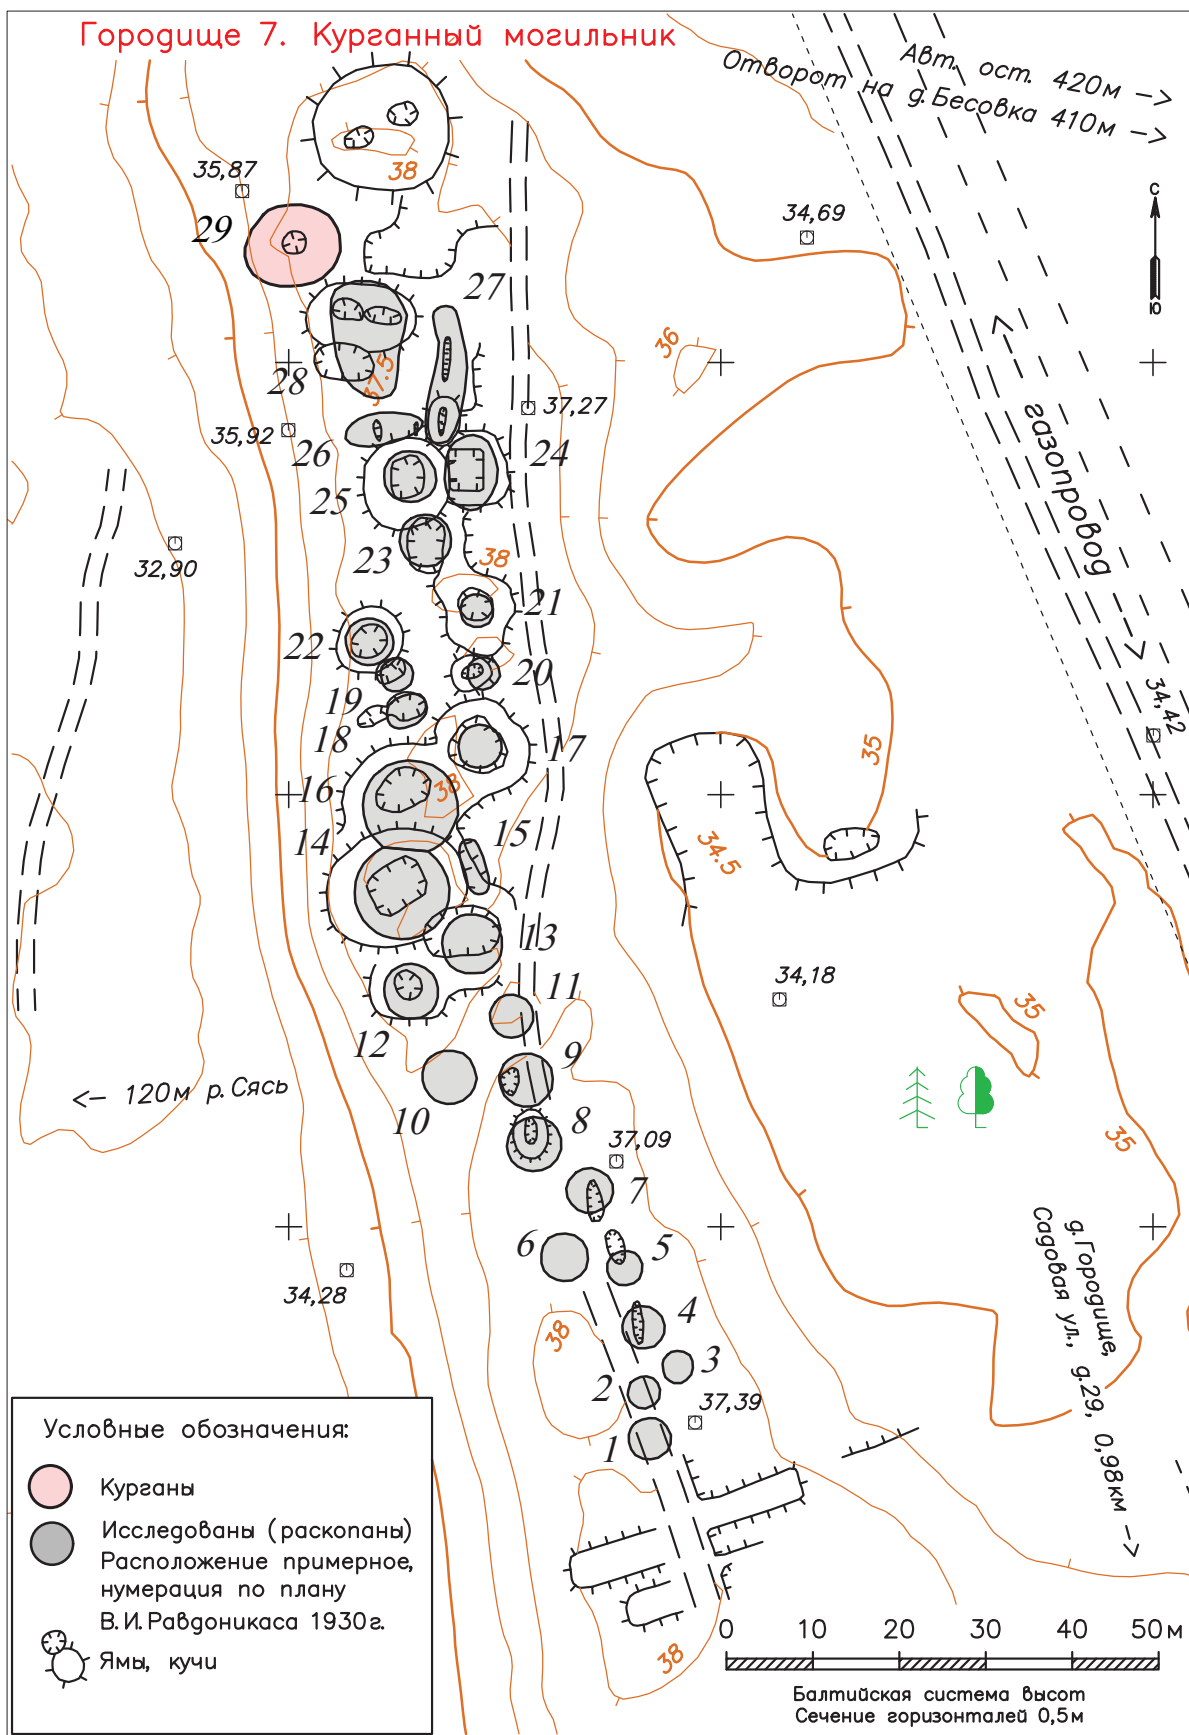 Городище 7. Курганный могильник
Авт. ост. 420м ->
Отворот на д.Бесовка 410м ->
38
35,87
29
34,69
С
Ю
27
36
28
37.5
37,27
35,92
26
24
25
газопровод
23
38
32,90
21
22
20
34,42
19
18
17
35
16
38
15
14
34.5
13
34,18
11
35
12
9
<- 120м р.Сясь
10
8
37,09
35
7
6
5
д.Городище,
Садовая ул., д.29, 0,98км ->
34,28
4
38
3
2
37,39
1
Условные обозначения:
Курганы
Исследованы (раскопаны)
Расположение примерное,
нумерация по плану
В.И.Равдоникаса 1930г.
Ямы, кучи
38
0 10 20 30 40 50м
Балтийская система высот
Сечение горизонталей 0,5м